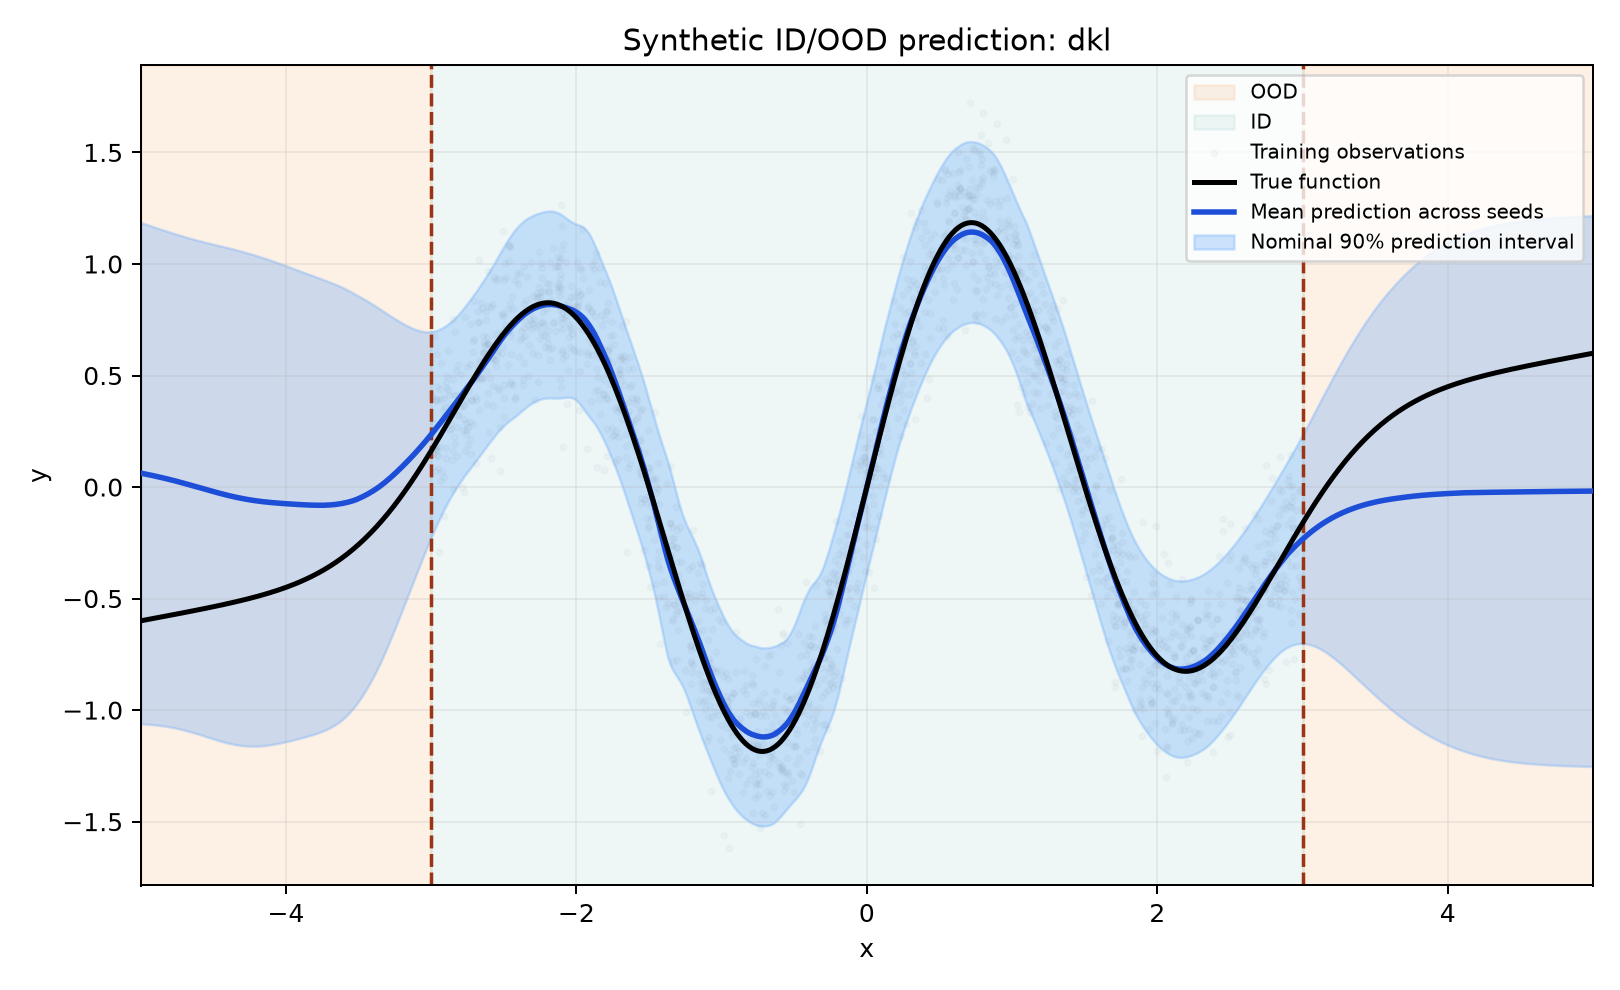 Synthetic ID/OOD prediction: dkl
OOD
ID
Training observations
True function
Mean prediction across seeds
Nominal 90% prediction interval
1.5
1.0
0.5
0.0
−0.5
−1.0
−1.5
y
−4 −2 0 2 4
x